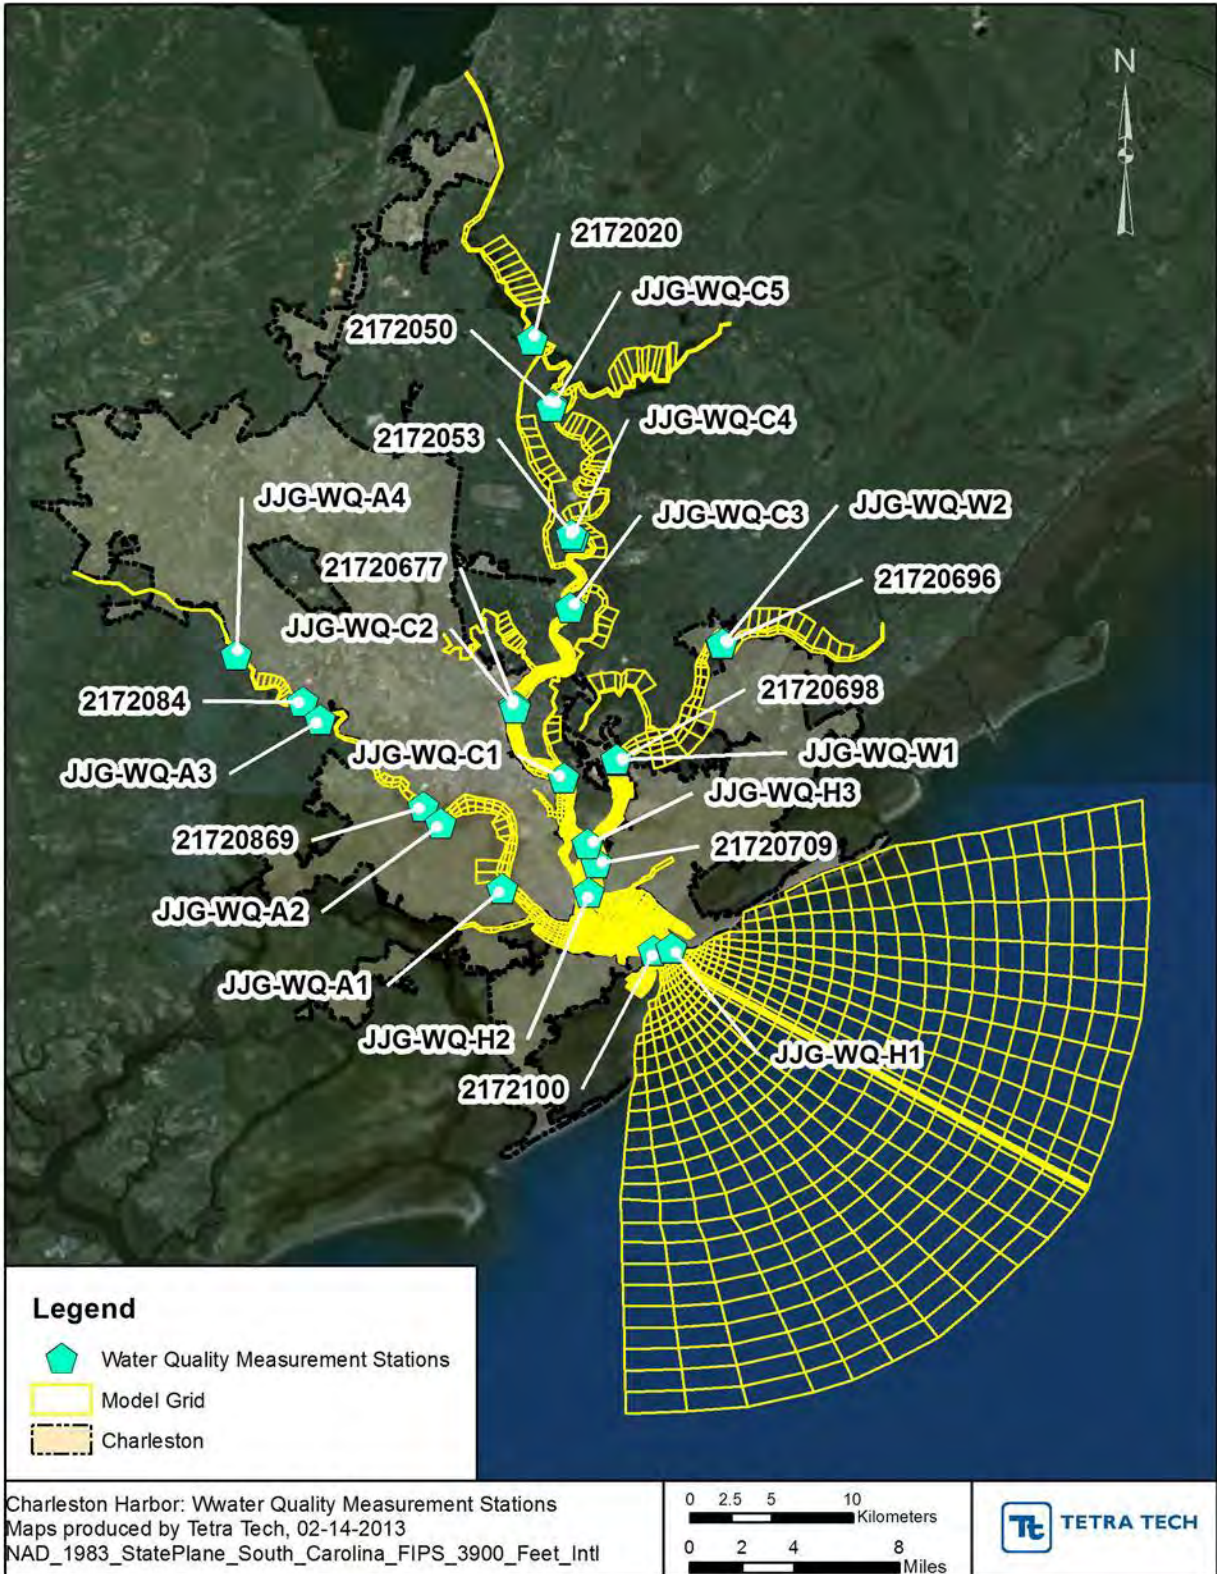 N
2172020
JJG-WQ-C5
2172050
JJG-WQ-C4
2172053
JJG-WQ-A4
JJG-WQ-C3
JJG-WQ-W2
21720677
21720696
JJG-WQ-C2
21720698
2172084
JJG-WQ-C1
JJG-WQ-W1
JJG-WQ-A3
JJG-WQ-H3
21720869
21720709
JJG-WQ-A2
JJG-WQ-A1
JJG-WQ-H2
JJG-WQ-H1
2172100
Legend
Water Quality Measurement Stations
Model Grid
Charleston
Charleston Harbor: Wwater Quality Measurement Stations
Maps produced by Tetra Tech, 02-14-2013
NAD_1983_StatePlane_South_Carolina_FIPS_3900_Feet_Intl
0 2.5 5 10
Kilometers
0 2 4 8
Miles
Tt TETRA TECH